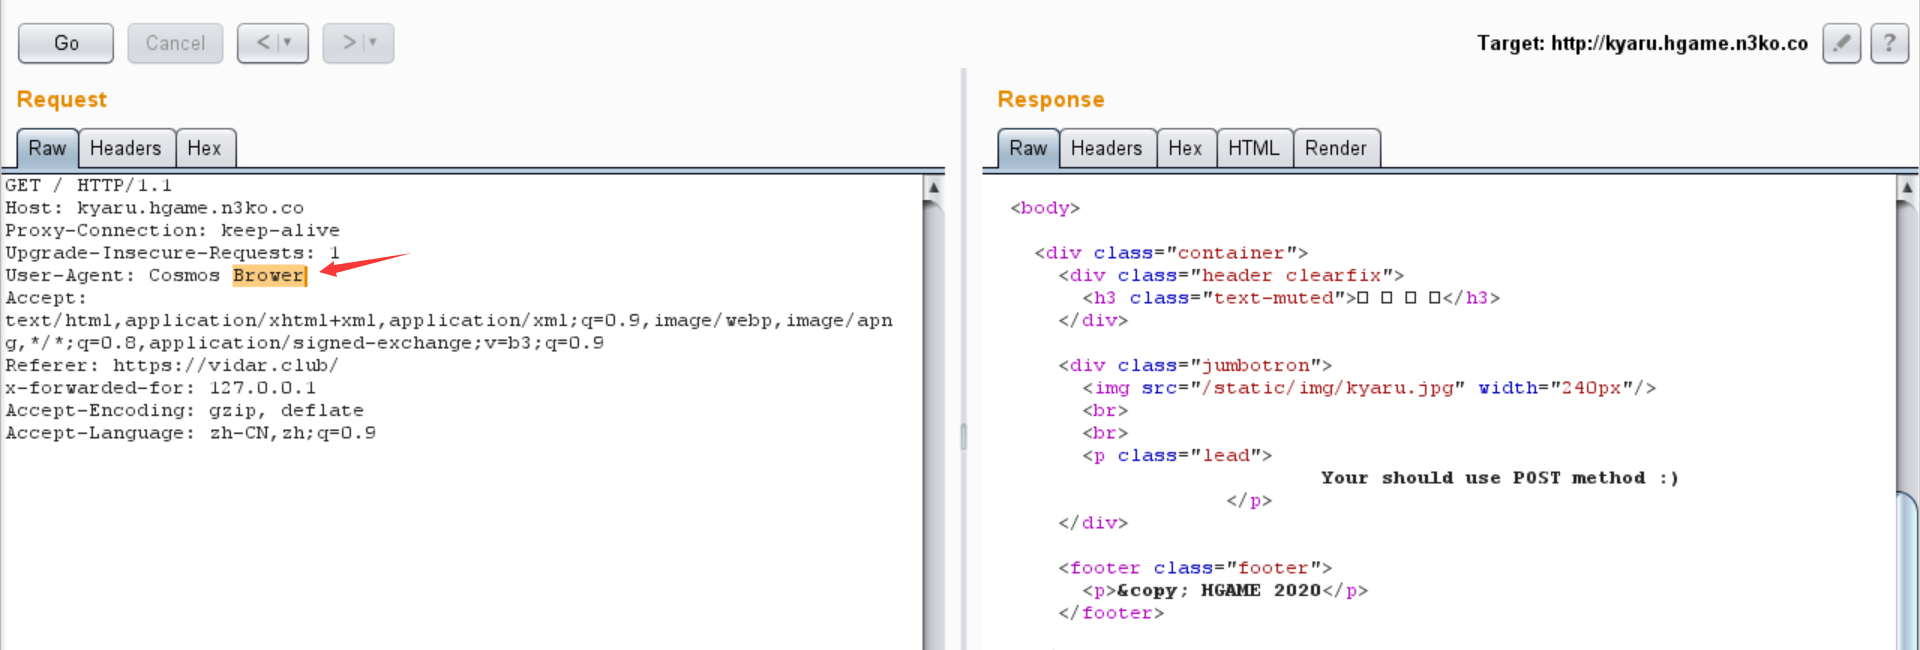 Go Cancel < > Target: http://kyaru.hgame.n3ko.co ?
Request
Raw Headers Hex
GET / HTTP/1.1
Host: kyaru.hgame.n3ko.co
Proxy-Connection: keep-alive
Upgrade-Insecure-Requests: 1
User-Agent: Cosmos Brower
Accept:
text/html,application/xhtml+xml,application/xml;q=0.9,image/webp,image/apn
g,*/*;q=0.8,application/signed-exchange;v=b3;q=0.9
Referer: https://vidar.club/
x-forwarded-for: 127.0.0.1
Accept-Encoding: gzip, deflate
Accept-Language: zh-CN,zh;q=0.9
Response
Raw Headers Hex HTML Render
<body>
<div class="container">
<div class="header clearfix">
<h3 class="text-muted">□ □ □ □</h3>
</div>
<div class="jumbotron">
<img src="/static/img/kyaru.jpg" width="240px"/>
<br>
<br>
<p class="lead">
Your should use POST method :)
</p>
</div>
<footer class="footer">
<p>&copy; HGAME 2020</p>
</footer>